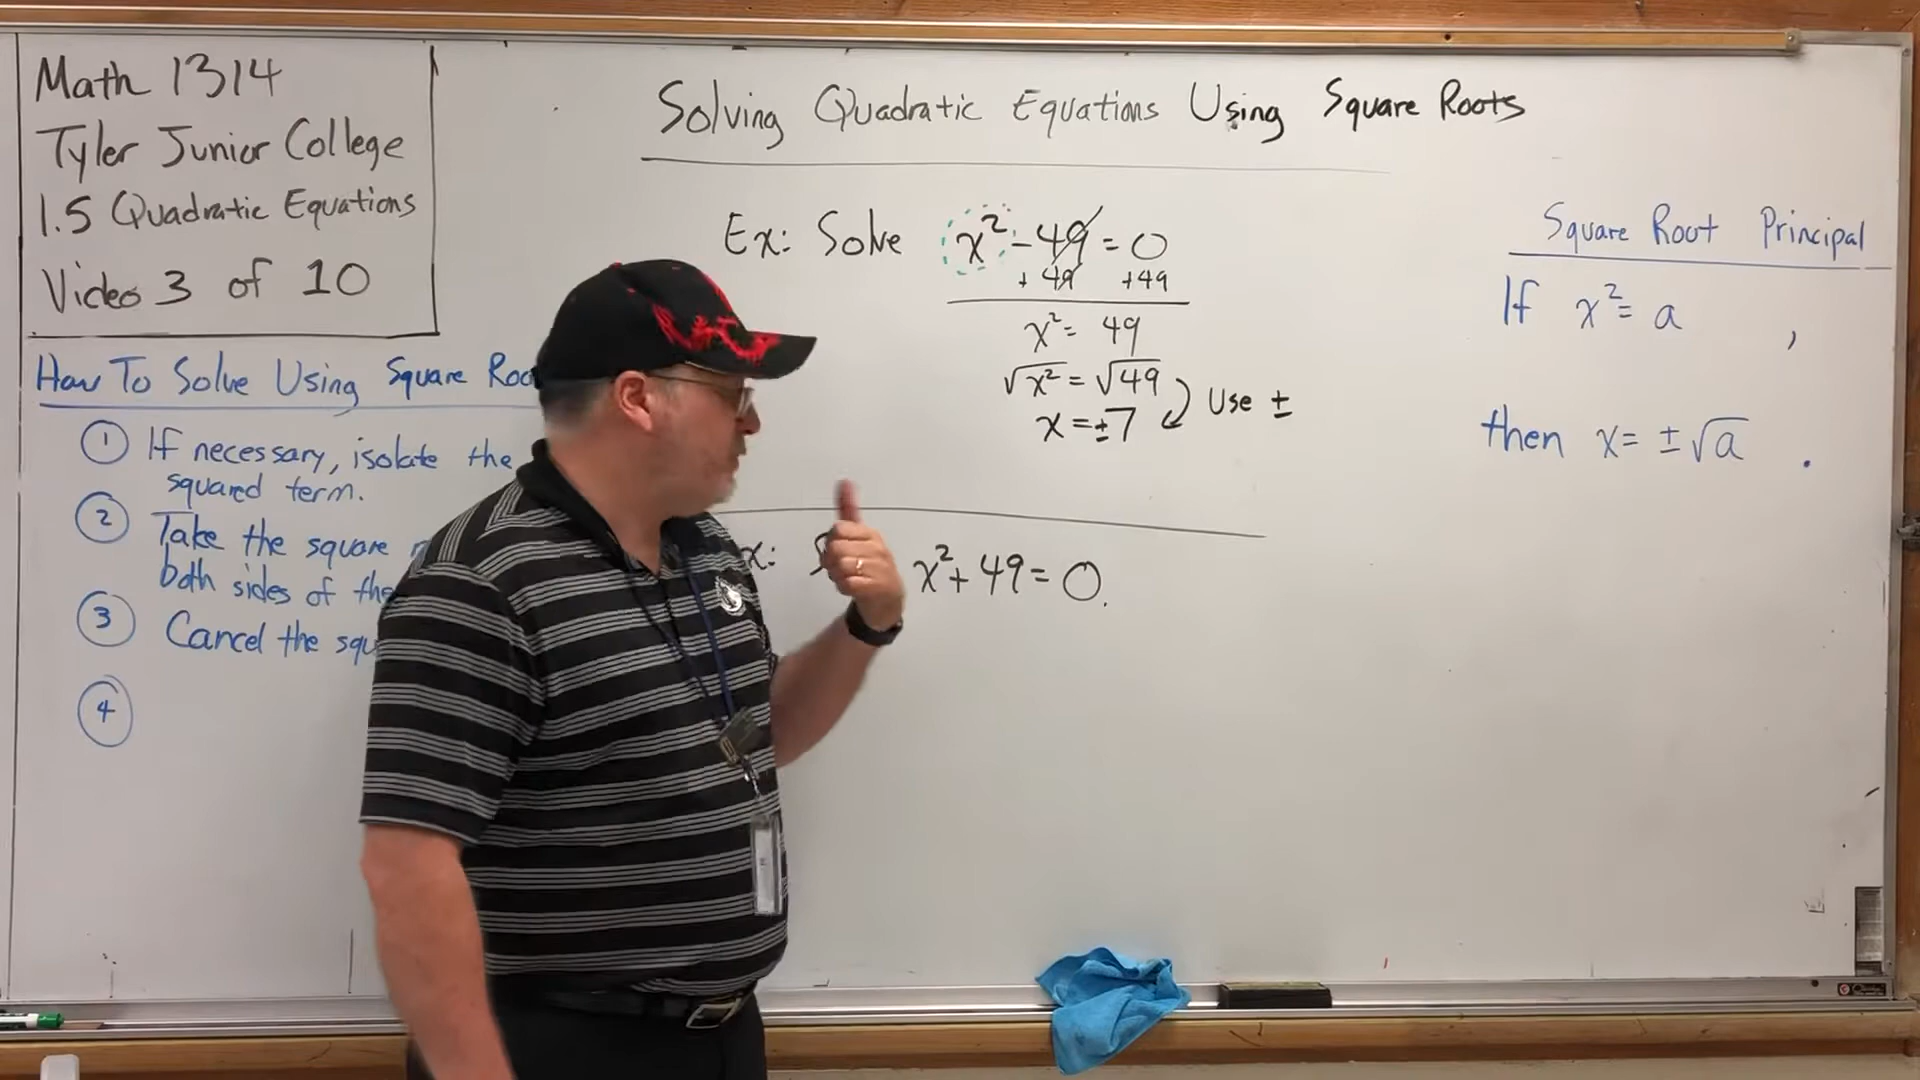 Math 1314
Tyler Junior College
1.5 Quadratic Equations
Video 3 of 10
How To Solve Using Square
① If necessary, isolate the
squared term.
② Take the square
both sides of the
③ Cancel the
④
Solving Quadratic Equations Using Square Roots
Ex: Solve x² - 49 = 0
+ 49 +49
x² = 49
√x² = √49
x = ±7
Use ±
x² + 49 = 0.
Square Root Principal
If x² = a ,
then x = ±√a .